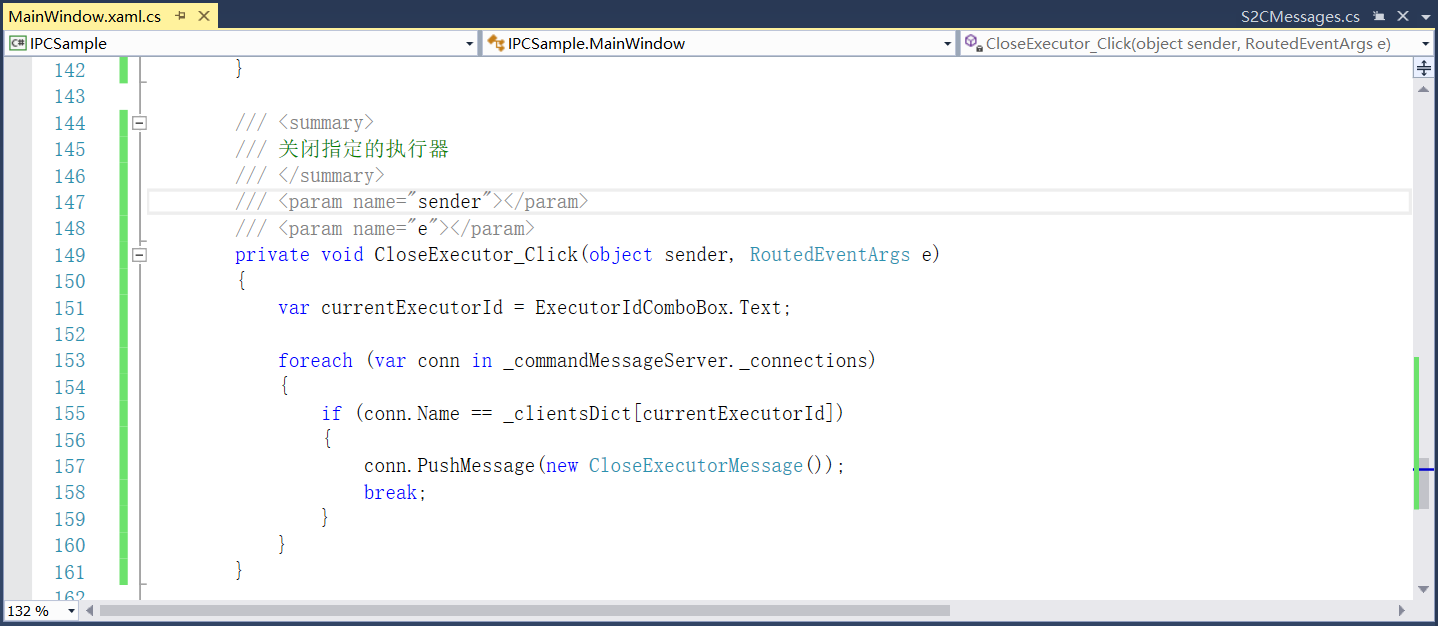 MainWindow.xaml.cs
S2CMessages.cs
C# IPCSample
IPCSample.MainWindow
CloseExecutor_Click(object sender, RoutedEventArgs e)
142 }
143
144 /// <summary>
145 /// 关闭指定的执行器
146 /// </summary>
147 /// <param name="sender"></param>
148 /// <param name="e"></param>
149 private void CloseExecutor_Click(object sender, RoutedEventArgs e)
150 {
151 var currentExecutorId = ExecutorIdComboBox.Text;
152
153 foreach (var conn in _commandMessageServer._connections)
154 {
155 if (conn.Name == _clientsDict[currentExecutorId])
156 {
157 conn.PushMessage(new CloseExecutorMessage());
158 break;
159 }
160 }
161 }
162
132 %